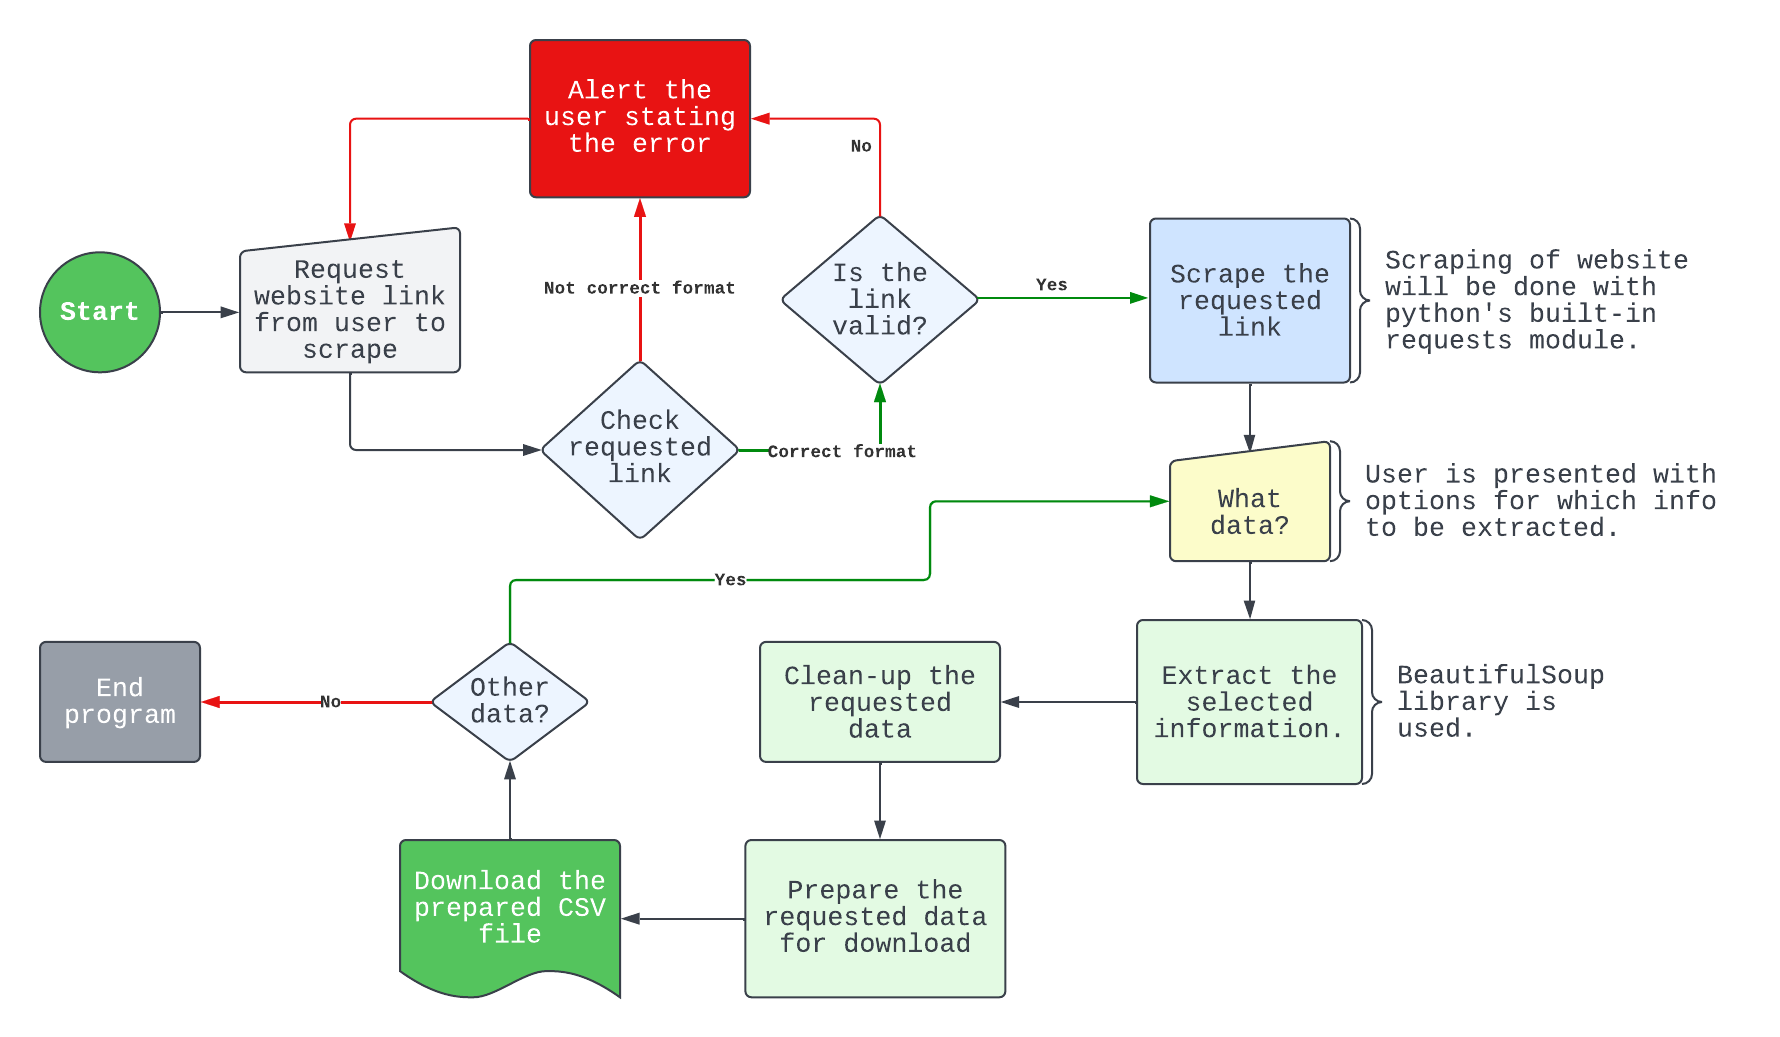 Alert the
user stating
the error
No
Start
Request
website link
from user to
scrape
Not correct format
Is the
link
valid?
Yes
Scrape the
requested
link
Scraping of website
will be done with
python's built-in
requests module.
Check
requested
link
Correct format
What
data?
User is presented with
options for which info
to be extracted.
Yes
End
program
No
Other
data?
Clean-up the
requested
data
Extract the
selected
information.
BeautifulSoup
library is
used.
Download the
prepared CSV
file
Prepare the
requested data
for download